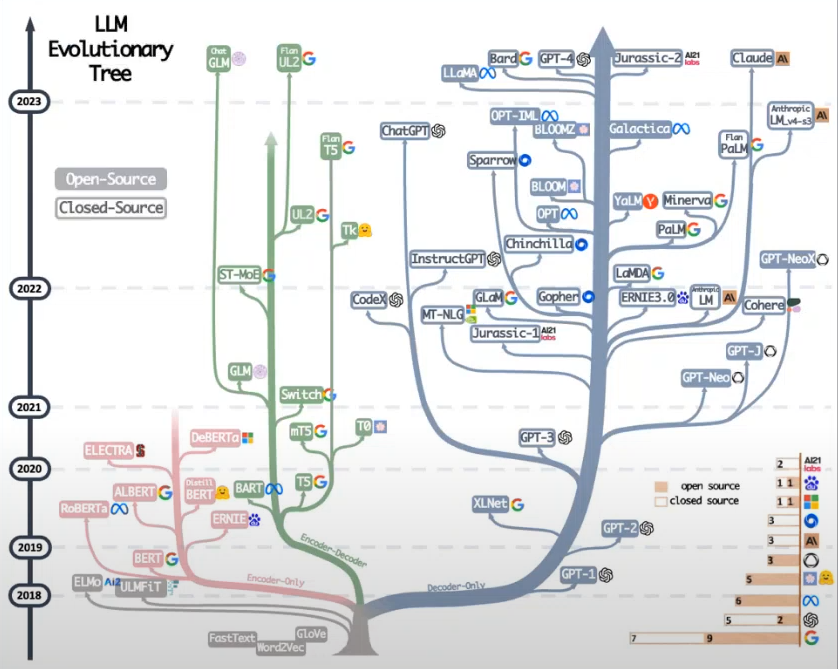 LLM
Evolutionary
Tree
Open-Source
Closed-Source
2023
2022
2021
2020
2019
2018
Chat
GLM
Flan
UL2
Flan
T5
UL2
Tk
ST-MoE
GLM
Switch
mT5
T0
BART
T5
Encoder-Decoder
DeBERTa
ELECTRA
ALBERT
Distill
BERT
RoBERTa
ERNIE
BERT
Encoder-Only
ELMo
AI2
ULMFiT
FastText
GloVe
Word2Vec
Decoder-Only
Bard
GPT-4
Jurassic-2
AI21
labs
Claude
LLaMA
Anthropic
LM_v4-s3
OPT-IML
BLOOMZ
Galactica
ChatGPT
Flan
PaLM
Sparrow
BLOOM
YaLM
Minerva
OPT
PaLM
Chinchilla
InstructGPT
GPT-NeoX
LaMDA
CodeX
GLaM
Gopher
ERNIE3.0
Anthropic
LM
Cohere
MT-NLG
Jurassic-1
AI21
labs
GPT-J
GPT-Neo
GPT-3
XLNet
GPT-2
GPT-1
open source
closed source
2
AI21
labs
1 1
1 1
3
3
3
5
6
5 2
7 9